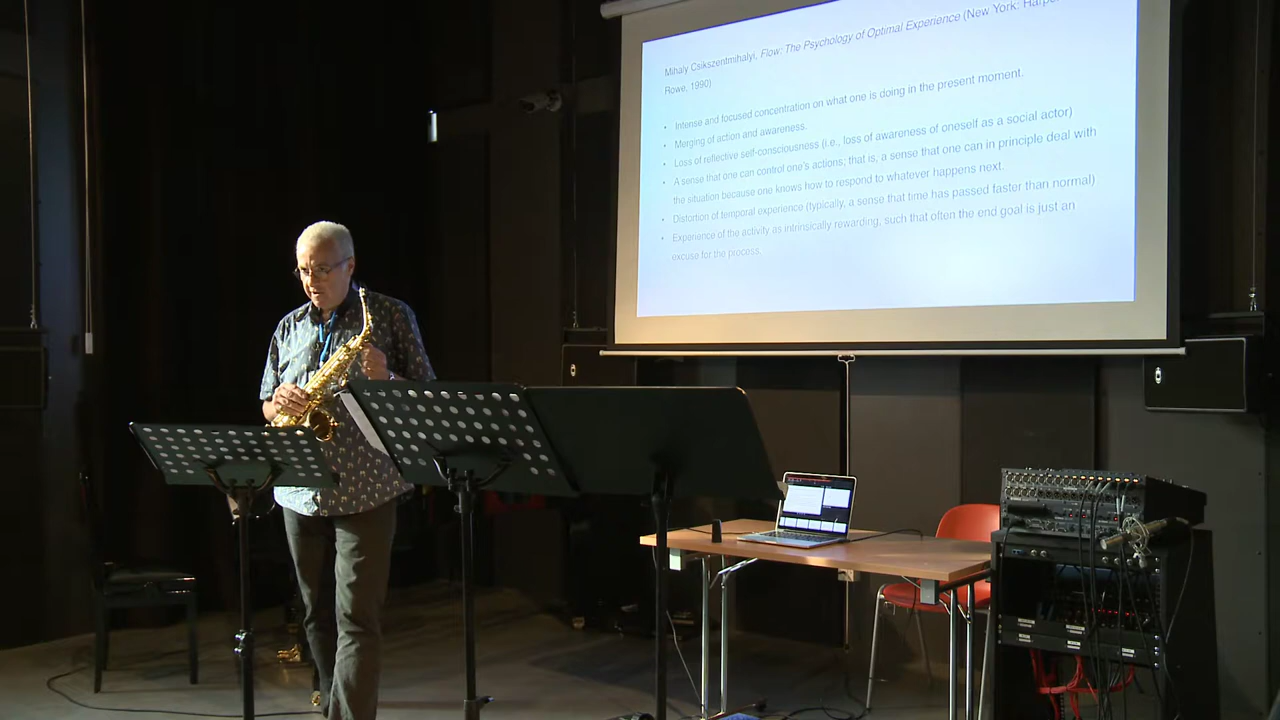 Mihaly Csikszentmihalyi, Flow: The Psychology of Optimal Experience (New York: Harper
Rowe, 1990)
• Intense and focused concentration on what one is doing in the present moment.
• Merging of action and awareness.
• Loss of reflective self-consciousness (i.e., loss of awareness of oneself as a social actor)
• A sense that one can control one's actions; that is, a sense that one can in principle deal with
the situation because one knows how to respond to whatever happens next.
• Distortion of temporal experience (typically, a sense that time has passed faster than normal)
• Experience of the activity as intrinsically rewarding, such that often the end goal is just an
excuse for the process.